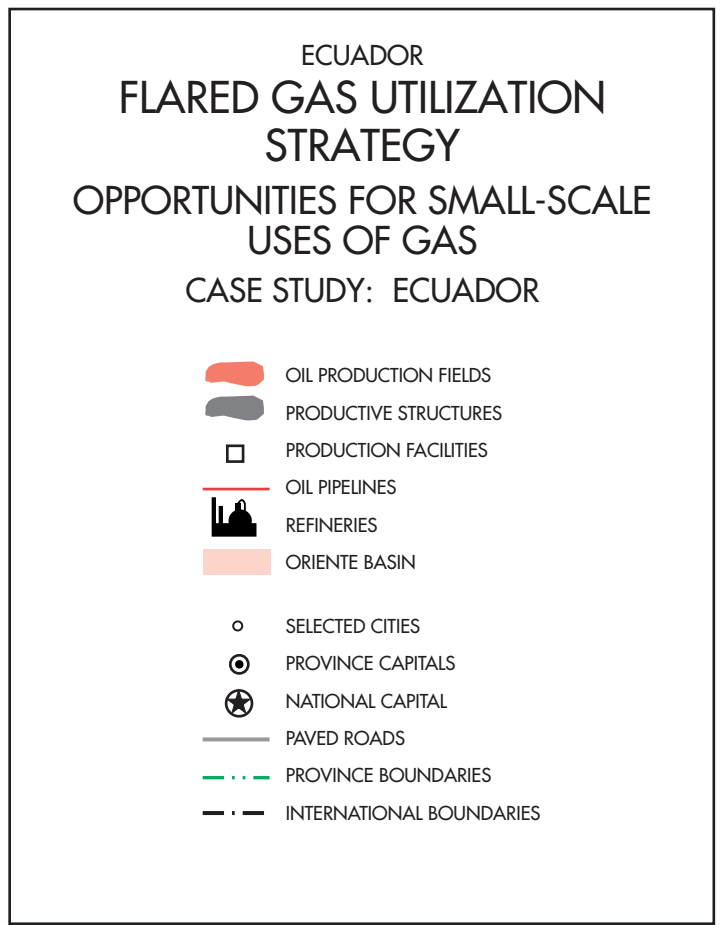 ECUADOR
FLARED GAS UTILIZATION
STRATEGY
OPPORTUNITIES FOR SMALL-SCALE
USES OF GAS
CASE STUDY: ECUADOR
OIL PRODUCTION FIELDS
PRODUCTIVE STRUCTURES
PRODUCTION FACILITIES
OIL PIPELINES
REFINERIES
ORIENTE BASIN
SELECTED CITIES
PROVINCE CAPITALS
NATIONAL CAPITAL
PAVED ROADS
PROVINCE BOUNDARIES
INTERNATIONAL BOUNDARIES